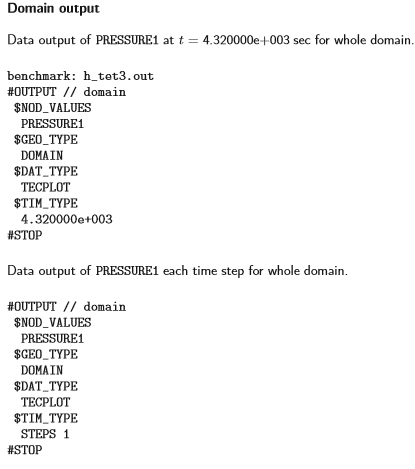 Domain output
Data output of PRESSURE1 at t = 4.320000e+003 sec for whole domain.
benchmark: h_tet3.out
#OUTPUT // domain
$NOD_VALUES
PRESSURE1
$GEO_TYPE
DOMAIN
$DAT_TYPE
TECPLOT
$TIM_TYPE
4.320000e+003
#STOP
Data output of PRESSURE1 each time step for whole domain.
#OUTPUT // domain
$NOD_VALUES
PRESSURE1
$GEO_TYPE
DOMAIN
$DAT_TYPE
TECPLOT
$TIM_TYPE
STEPS 1
#STOP